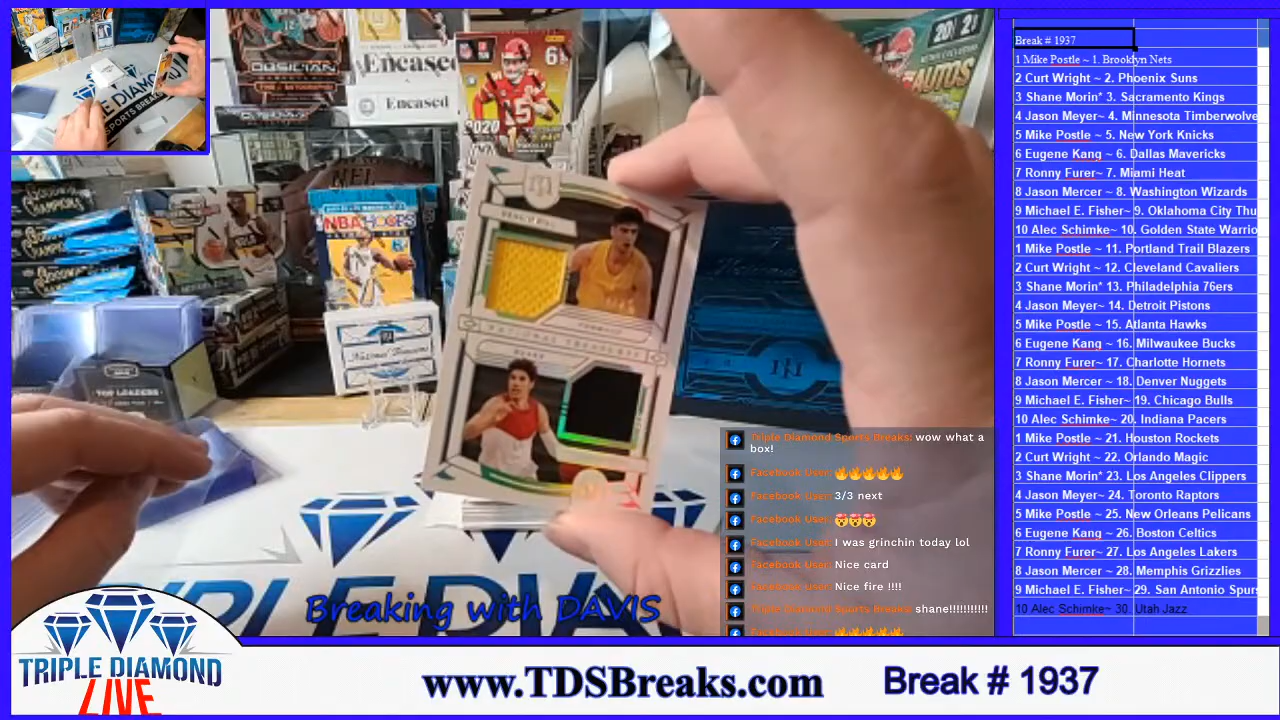 Break # 1937
1 Mike Postle ~ 1. Brooklyn Nets
2 Curt Wright ~ 2. Phoenix Suns
3 Shane Morin* 3. Sacramento Kings
4 Jason Meyer~ 4. Minnesota Timberwolve
5 Mike Postle ~ 5. New York Knicks
6 Eugene Kang ~ 6. Dallas Mavericks
7 Ronny Furer~ 7. Miami Heat
8 Jason Mercer ~ 8. Washington Wizards
9 Michael E. Fisher~ 9. Oklahoma City Thu
10 Alec Schimke~ 10. Golden State Warrio
1 Mike Postle ~ 11. Portland Trail Blazers
2 Curt Wright ~ 12. Cleveland Cavaliers
3 Shane Morin* 13. Philadelphia 76ers
4 Jason Meyer~ 14. Detroit Pistons
5 Mike Postle ~ 15. Atlanta Hawks
6 Eugene Kang ~ 16. Milwaukee Bucks
7 Ronny Furer~ 17. Charlotte Hornets
8 Jason Mercer ~ 18. Denver Nuggets
9 Michael E. Fisher~ 19. Chicago Bulls
10 Alec Schimke~ 20. Indiana Pacers
1 Mike Postle ~ 21. Houston Rockets
2 Curt Wright ~ 22. Orlando Magic
3 Shane Morin* 23. Los Angeles Clippers
4 Jason Meyer~ 24. Toronto Raptors
5 Mike Postle ~ 25. New Orleans Pelicans
6 Eugene Kang ~ 26. Boston Celtics
7 Ronny Furer~ 27. Los Angeles Lakers
8 Jason Mercer ~ 28. Memphis Grizzlies
9 Michael E. Fisher~ 29. San Antonio Spurs
10 Alec Schimke~ 30. Utah Jazz
OBSIDIAN
Encased
Encased
2020
15
NBA HOOPS
National Treasures
TOP LEADERS
NATIONAL TREASURES
Triple Diamond Sports Breaks: wow what a
box!
Facebook User: 🔥🔥🔥🔥🔥
Facebook User: 3/3 next
Facebook User: 🤯🤯🤯
Facebook User: I was grinchin today lol
Facebook User: Nice card
Facebook User: Nice fire !!!!
Triple Diamond Sports Breaks: shane!!!!!!!!!!!
Facebook User: 🔥🔥🔥🔥🔥
Breaking with DAVIS
TRIPLE DIAMOND
LIVE
www.TDSBreaks.com
Break # 1937